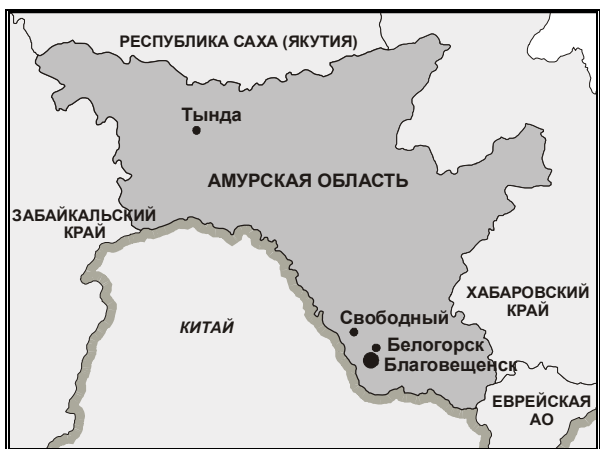 РЕСПУБЛИКА САХА (ЯКУТИЯ)
Тында
АМУРСКАЯ ОБЛАСТЬ
ЗАБАЙКАЛЬСКИЙ
КРАЙ
ХАБАРОВСКИЙ
КРАЙ
КИТАЙ
Свободный
Белогорск
Благовещенск
ЕВРЕЙСКАЯ
АО